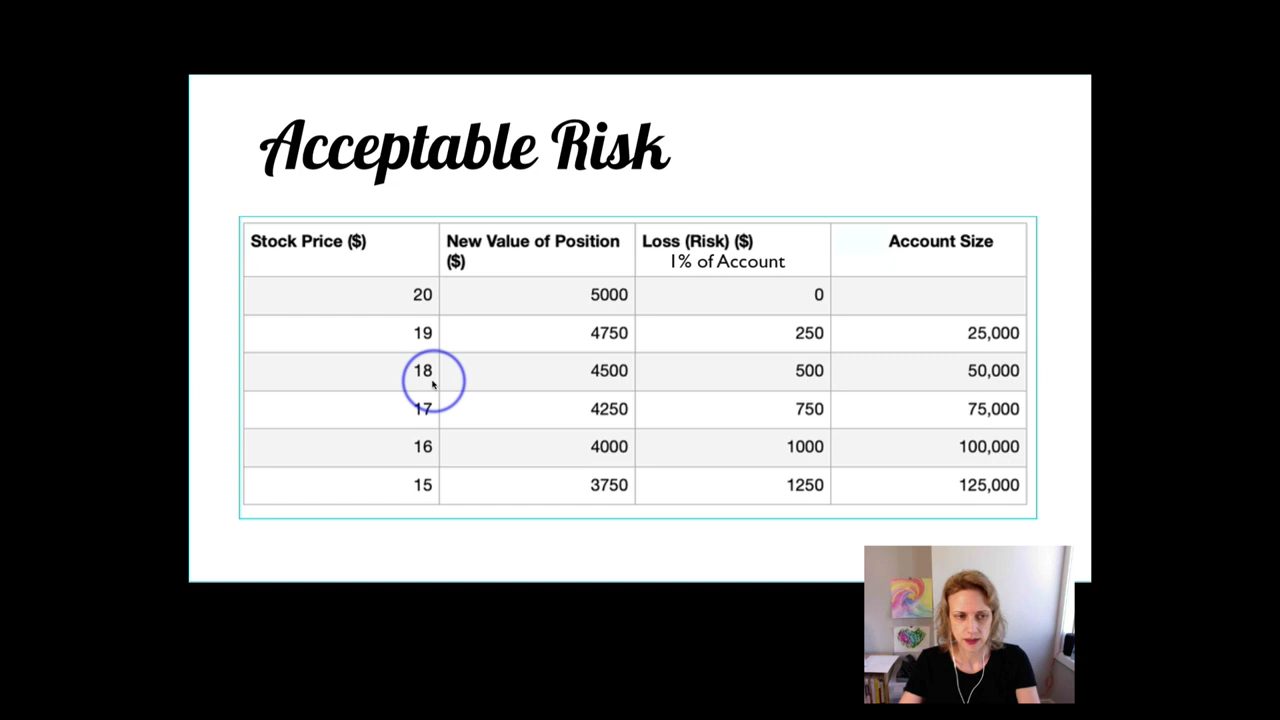 Acceptable Risk
Stock Price ($) New Value of Position ($) Loss (Risk) ($) 1% of Account Account Size
20 5000 0
19 4750 250 25,000
18 4500 500 50,000
17 4250 750 75,000
16 4000 1000 100,000
15 3750 1250 125,000